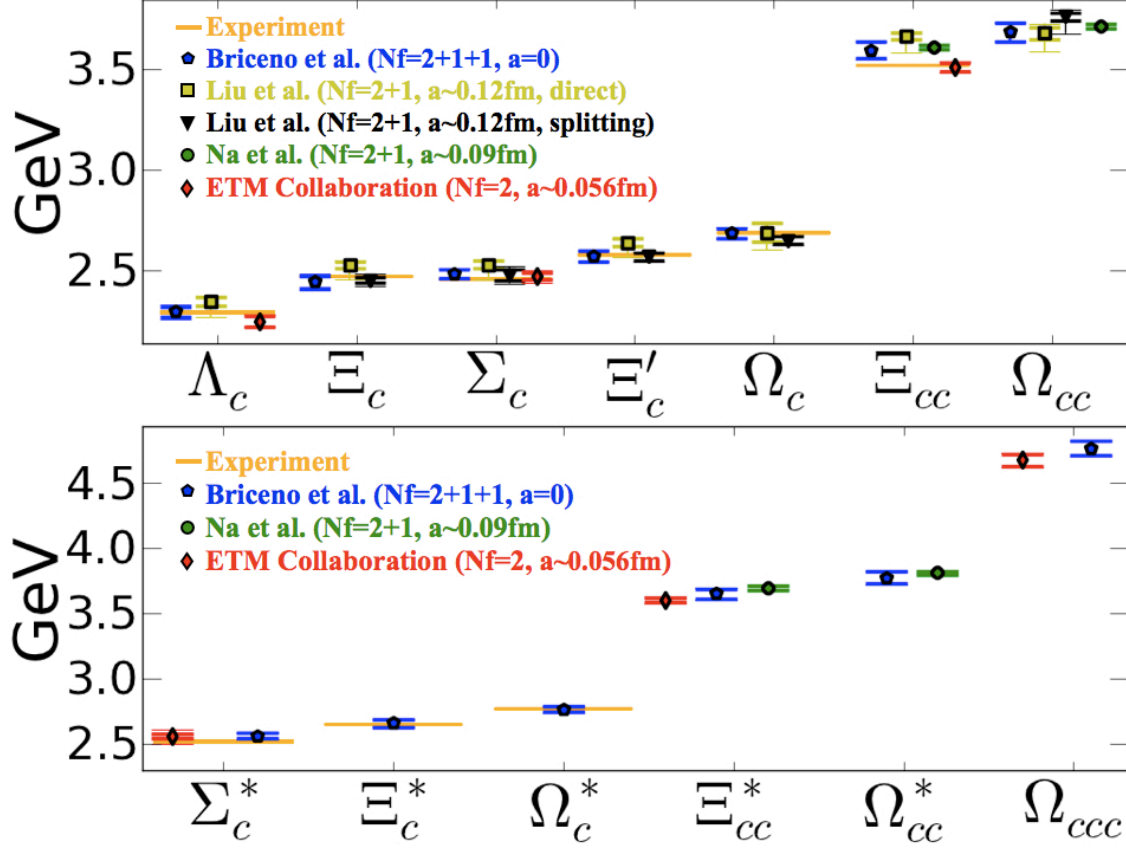 Experiment
Briceno et al. (Nf=2+1+1, a=0)
3.5
Liu et al. (Nf=2+1, a~0.12fm, direct)
Liu et al. (Nf=2+1, a~0.12fm, splitting)
GeV
3.0
Na et al. (Nf=2+1, a~0.09fm)
ETM Collaboration (Nf=2, a~0.056fm)
2.5
Λc Ξc Σc Ξ′c Ωc Ξcc Ωcc
Experiment
4.5
Briceno et al. (Nf=2+1+1, a=0)
Na et al. (Nf=2+1, a~0.09fm)
4.0
ETM Collaboration (Nf=2, a~0.056fm)
GeV
3.5
3.0
2.5
Σ*c Ξ*c Ω*c Ξ*cc Ω*cc Ωccc